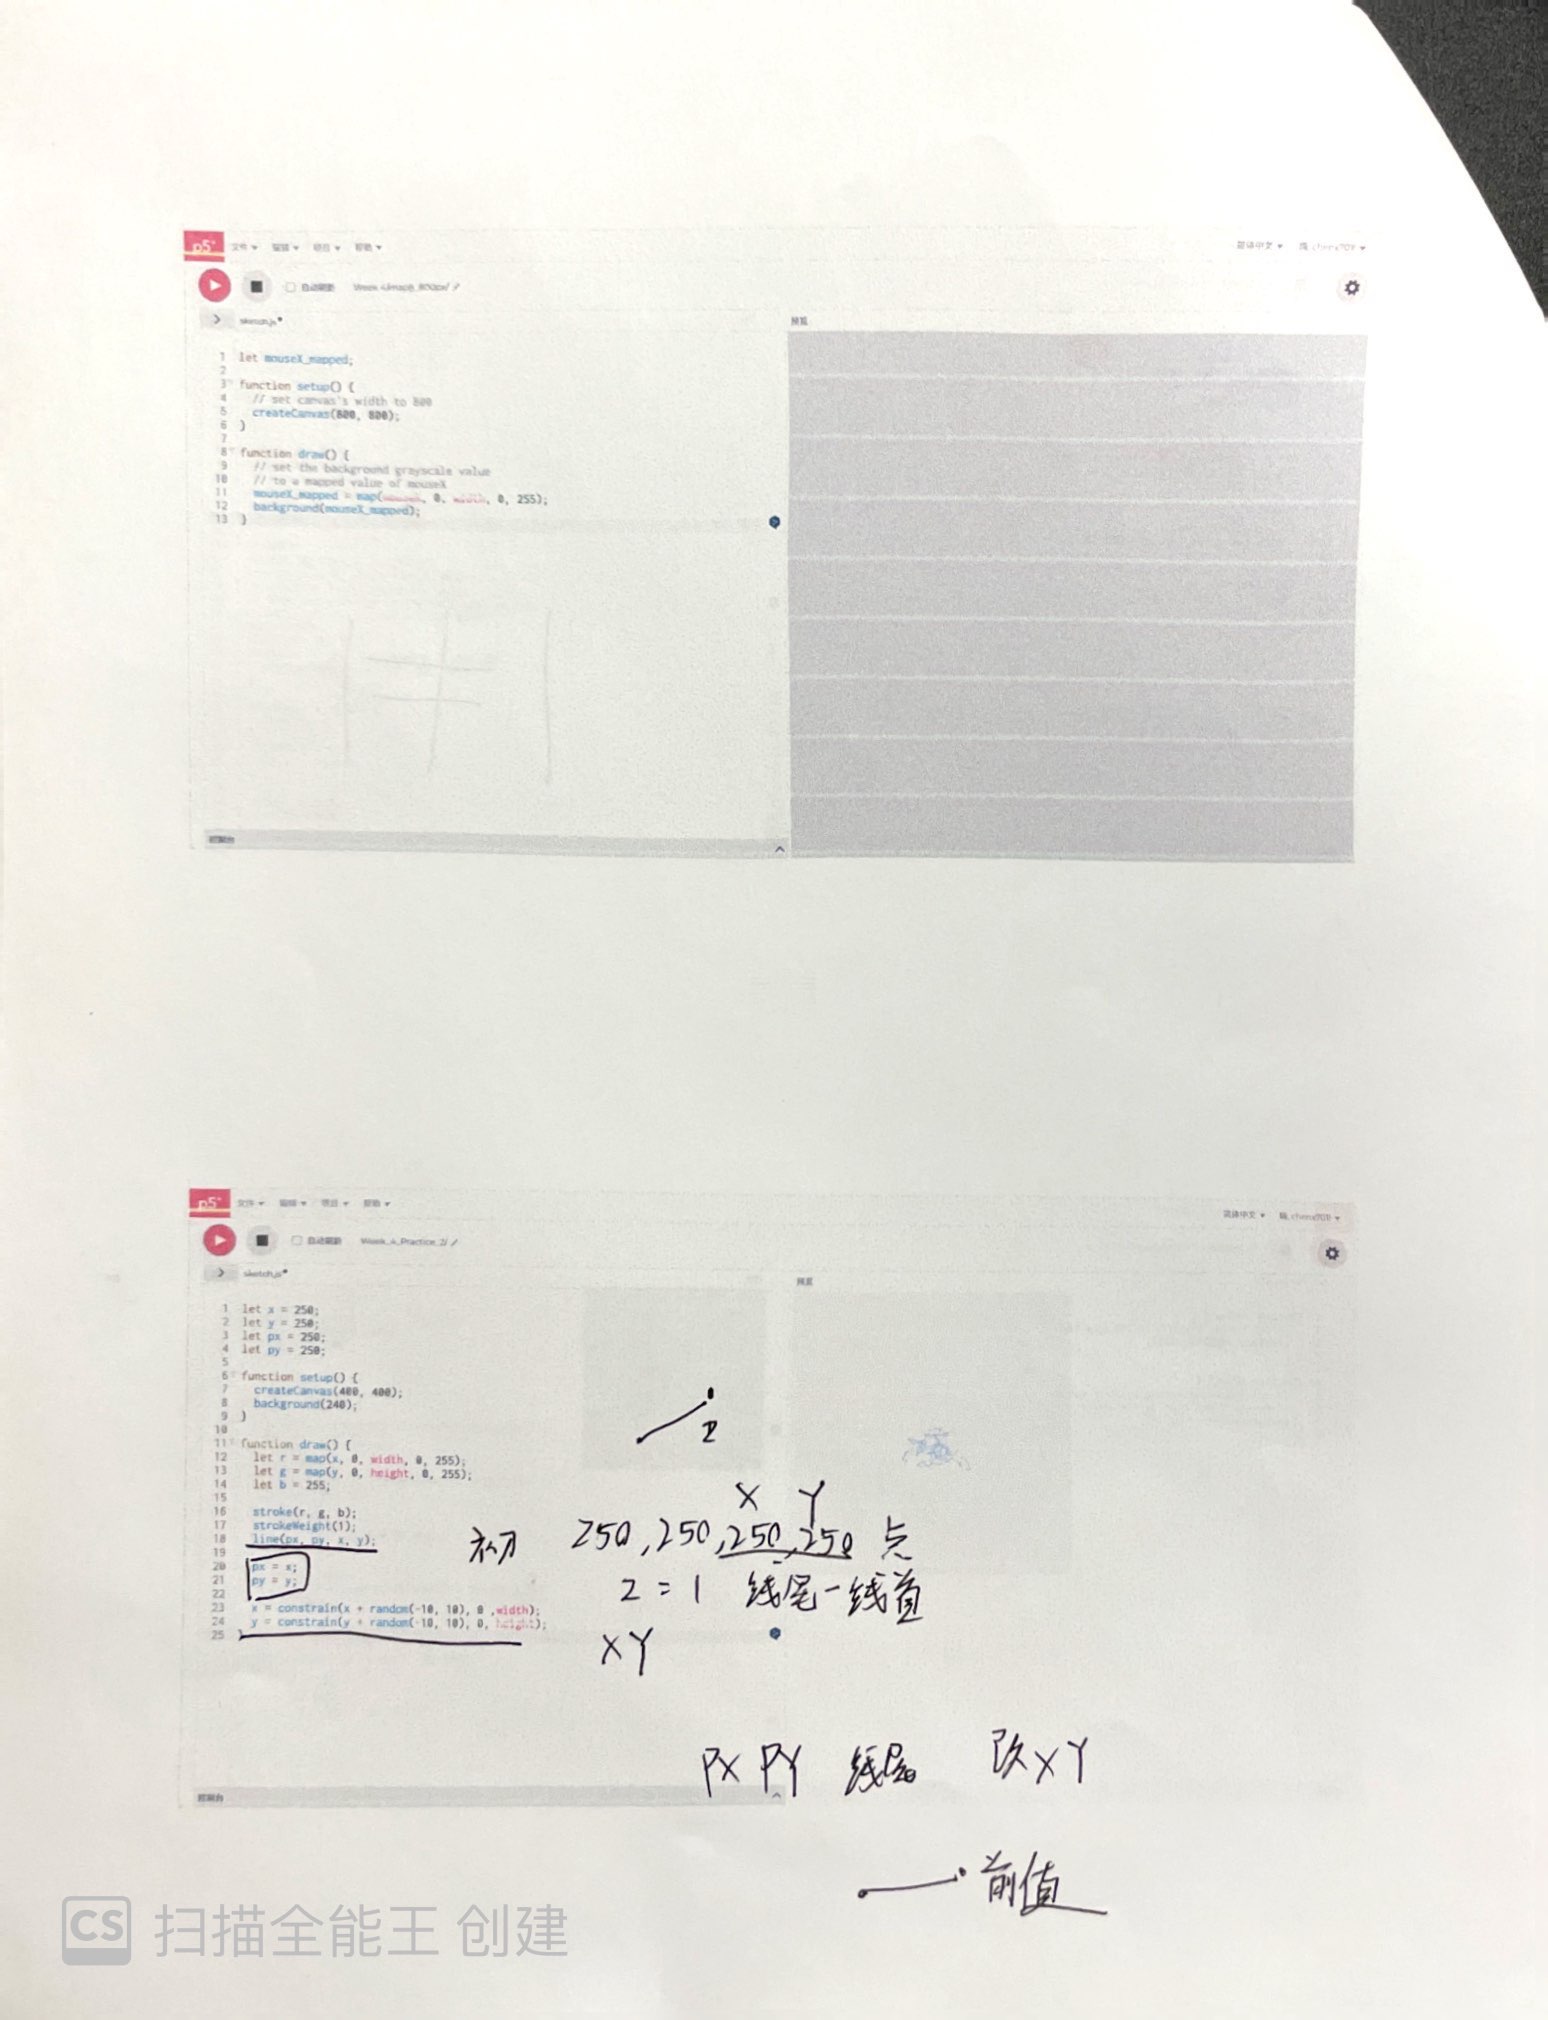 p5* 文件 编辑 项目 帮助 简体中文
自动刷新
sketch.js 预览
1 let mouseX_mapped;
2
3 function setup() {
4 // set canvas's width to 800
5 createCanvas(800, 800);
6 }
7
8 function draw() {
9 // set the background grayscale value
10 // to a mapped value of mouseX
11 mouseX_mapped = map(mouseX, 0, width, 0, 255);
12 background(mouseX_mapped);
13 }
控制台
p5* 文件 编辑 项目 帮助 简体中文
自动刷新 Week_4_Practice_2/
sketch.js 预览
1 let x = 250;
2 let y = 250;
3 let px = 250;
4 let py = 250;
5
6 function setup() {
7 createCanvas(400, 400);
8 background(240);
9 }
10
11 function draw() {
12 let r = map(x, 0, width, 0, 255);
13 let g = map(y, 0, height, 0, 255);
14 let b = 255;
15
16 stroke(r, g, b);
17 strokeWeight(1);
18 line(px, py, x, y);
19
20 px = x;
21 py = y;
22
23 x = constrain(x + random(-10, 10), 0 ,width);
24 y = constrain(y + random(-10, 10), 0, height);
25 }
2
X Y
初 250,250,250,250 点
2=1 线尾-线首
XY
PX PY 线尾 改XY
前值
控制台
CS 扫描全能王 创建